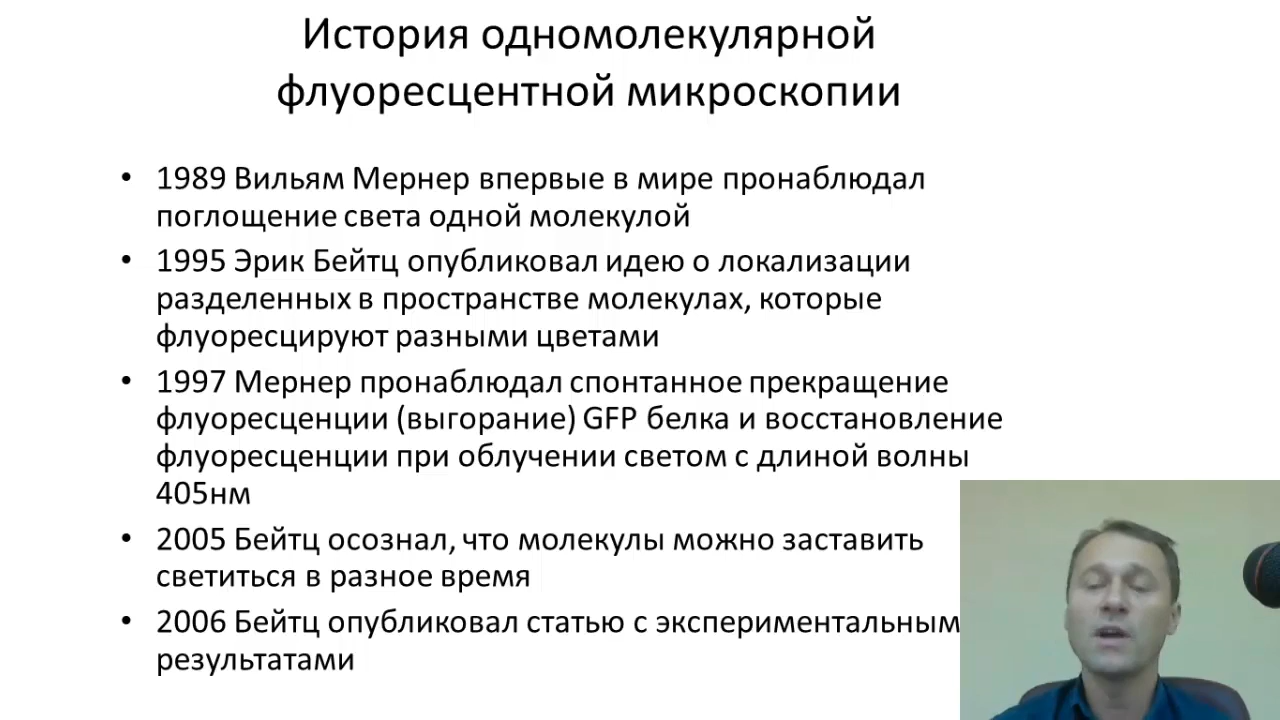 История одномолекулярной
флуоресцентной микроскопии
• 1989 Вильям Мернер впервые в мире пронаблюдал
поглощение света одной молекулой
• 1995 Эрик Бейтц опубликовал идею о локализации
разделенных в пространстве молекулах, которые
флуоресцируют разными цветами
• 1997 Мернер пронаблюдал спонтанное прекращение
флуоресценции (выгорание) GFP белка и восстановление
флуоресценции при облучении светом с длиной волны
405нм
• 2005 Бейтц осознал, что молекулы можно заставить
светиться в разное время
• 2006 Бейтц опубликовал статью с экспериментальным
результатами